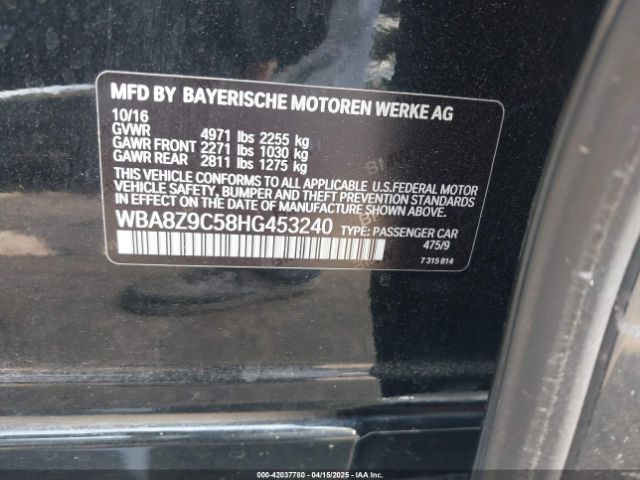 MFD BY BAYERISCHE MOTOREN WERKE AG
10/16
GVWR 4971 lbs 2255 kg
GAWR FRONT 2271 lbs 1030 kg
GAWR REAR 2811 lbs 1275 kg
THIS VEHICLE CONFORMS TO ALL APPLICABLE U.S.FEDERAL MOTOR
VEHICLE SAFETY, BUMPER, AND THEFT PREVENTION STANDARDS
IN EFFECT ON THE DATE OF MANUFACTURE SHOWN ABOVE.
WBA8Z9C58HG453240 TYPE: PASSENGER CAR
475/9
7 315 814
000-42037780 - 04/15/2025 - IAA, Inc.